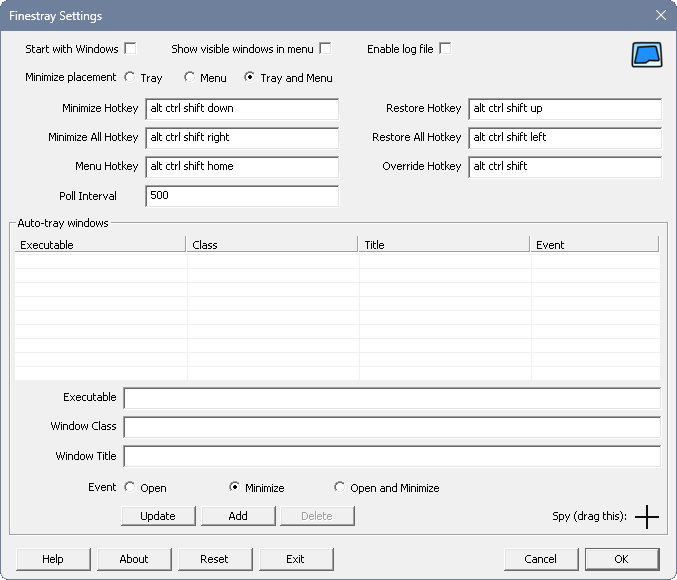 Finestray Settings
Start with Windows Show visible windows in menu Enable log file
Minimize placement Tray Menu Tray and Menu
Minimize Hotkey alt ctrl shift down Restore Hotkey alt ctrl shift up
Minimize All Hotkey alt ctrl shift right Restore All Hotkey alt ctrl shift left
Menu Hotkey alt ctrl shift home Override Hotkey alt ctrl shift
Poll Interval 500
Auto-tray windows
Executable Class Title Event
Executable
Window Class
Window Title
Event Open Minimize Open and Minimize
Update Add Delete Spy (drag this):
Help About Reset Exit Cancel OK